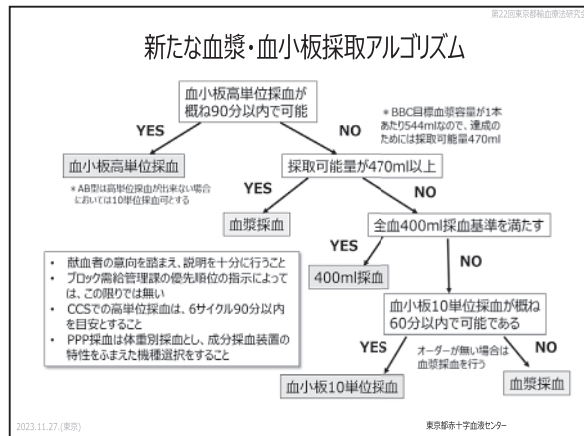 第22回東京都輸血療法研究会
新たな血漿・血小板採取アルゴリズム
血小板高単位採血が
概ね90分以内で可能
YES
NO
＊BBC目標血漿容量が1本
あたり544mlなので、達成の
ためには採取可能量470ml
血小板高単位採血
＊AB型は高単位採血が出来ない場合
においては10単位採血可とする
採取可能量が470ml以上
YES
NO
血漿採血
全血400ml採血基準を満たす
YES
NO
400ml採血
・ 献血者の意向を踏まえ、説明を十分に行うこと
・ ブロック需給管理課の優先順位の指示によって
は、この限りでは無い
・ CCSでの高単位採血は、6サイクル90分以内
を目安とすること
・ PPP採血は体重別採血とし、成分採血装置の
特性をふまえた機種選択をすること
血小板10単位採血が概ね
60分以内で可能である
YES
オーダーが無い場合は
血漿採血を行う
NO
血小板10単位採血
血漿採血
2023.11.27.(東京)
東京都赤十字血液センター